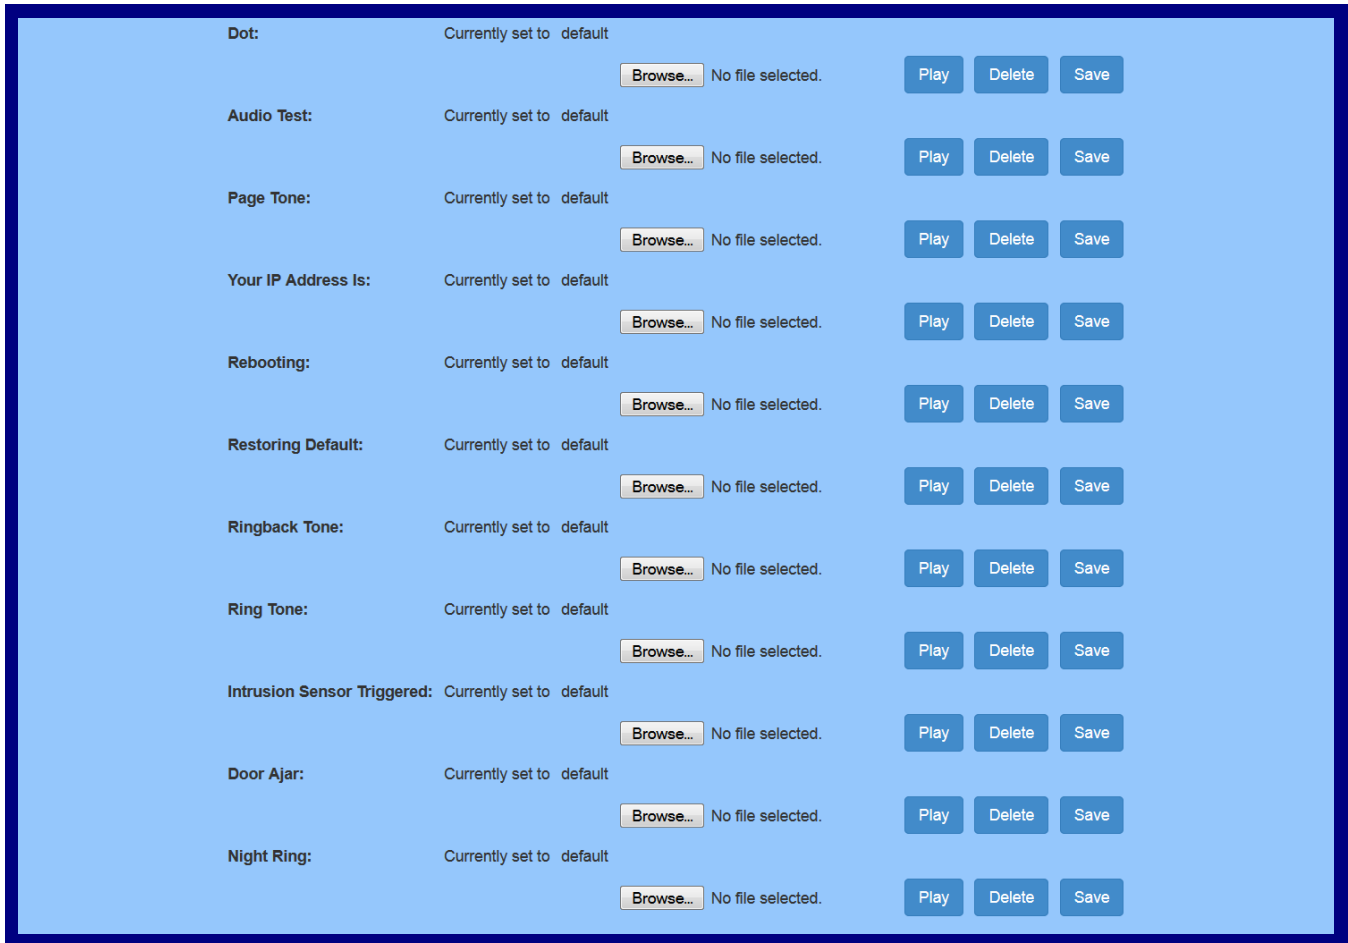 Dot: Currently set to default
Browse... No file selected. Play Delete Save
Audio Test: Currently set to default
Browse... No file selected. Play Delete Save
Page Tone: Currently set to default
Browse... No file selected. Play Delete Save
Your IP Address Is: Currently set to default
Browse... No file selected. Play Delete Save
Rebooting: Currently set to default
Browse... No file selected. Play Delete Save
Restoring Default: Currently set to default
Browse... No file selected. Play Delete Save
Ringback Tone: Currently set to default
Browse... No file selected. Play Delete Save
Ring Tone: Currently set to default
Browse... No file selected. Play Delete Save
Intrusion Sensor Triggered: Currently set to default
Browse... No file selected. Play Delete Save
Door Ajar: Currently set to default
Browse... No file selected. Play Delete Save
Night Ring: Currently set to default
Browse... No file selected. Play Delete Save